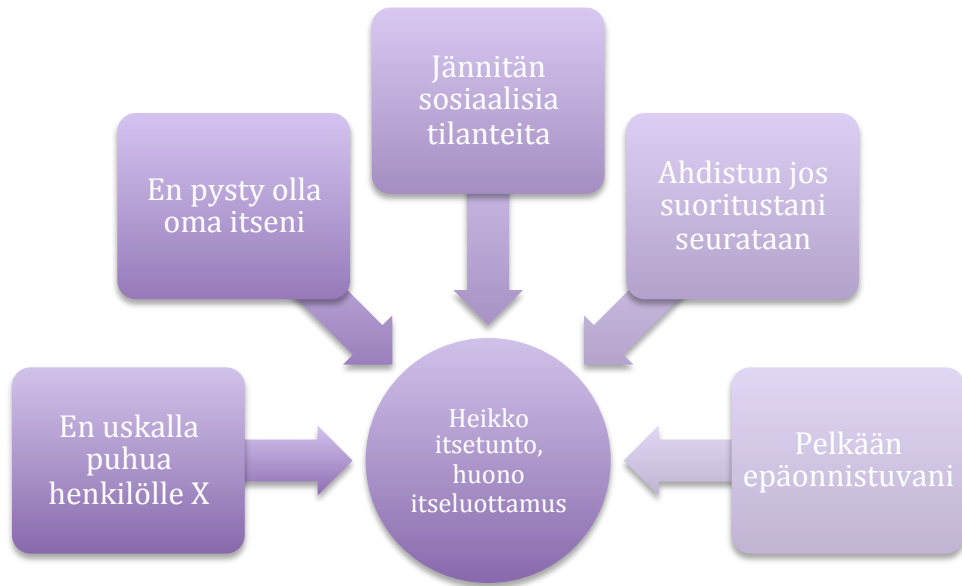 Jännitän
sosiaalisia
tilanteita
En pysty olla
oma itseni
Ahdistun jos
suoritustani
seurataan
En uskalla
puhua
henkilölle X
Heikko
itsetunto,
huono
itseluottamus
Pelkään
epäonnistuvani